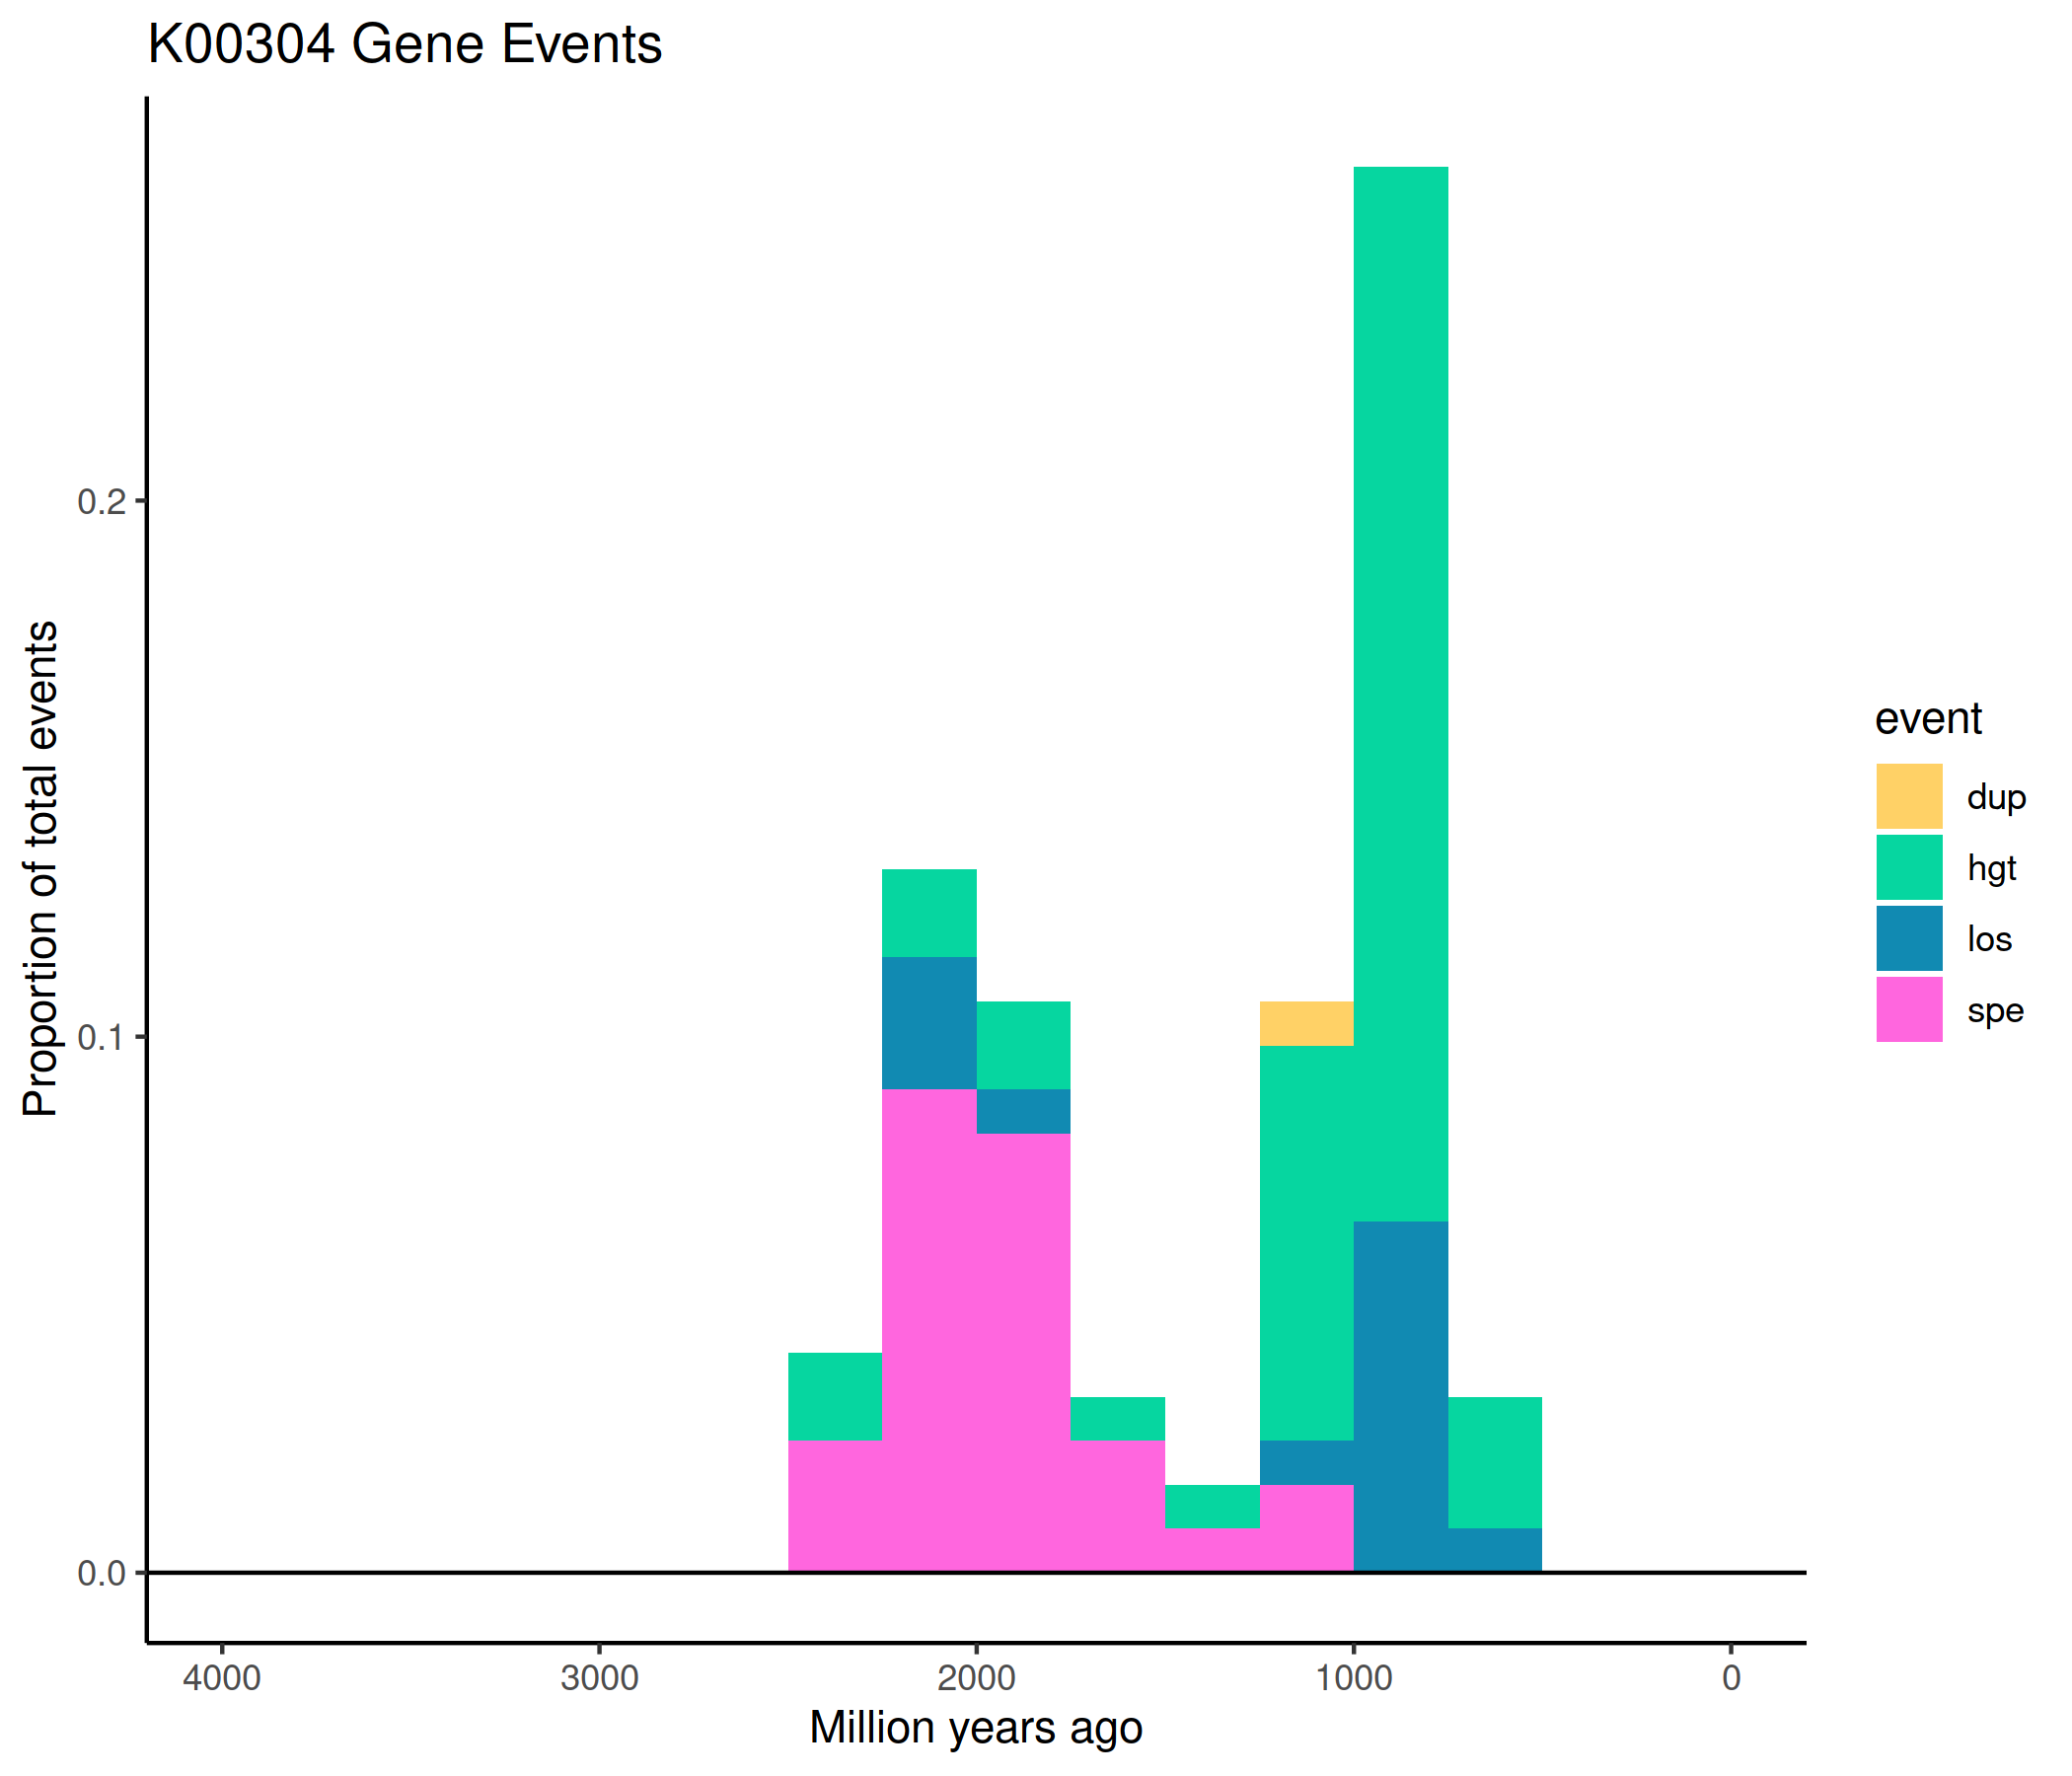 K00304 Gene Events
Proportion of total events
0.2
0.1
0.0
4000
3000
2000
1000
0
Million years ago
event
dup
hgt
los
spe